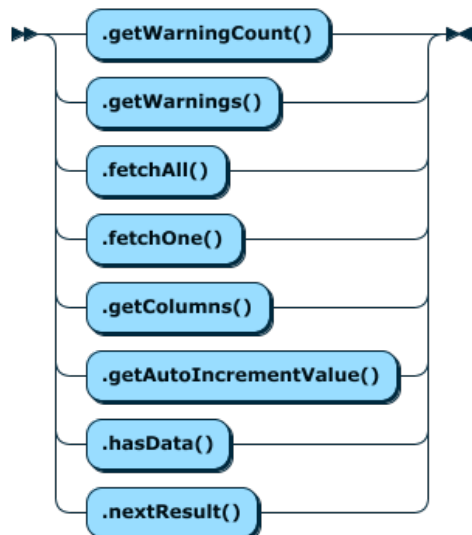 .getWarningCount()
.getWarnings()
.fetchAll()
.fetchOne()
.getColumns()
.getAutoIncrementValue()
.hasData()
.nextResult()